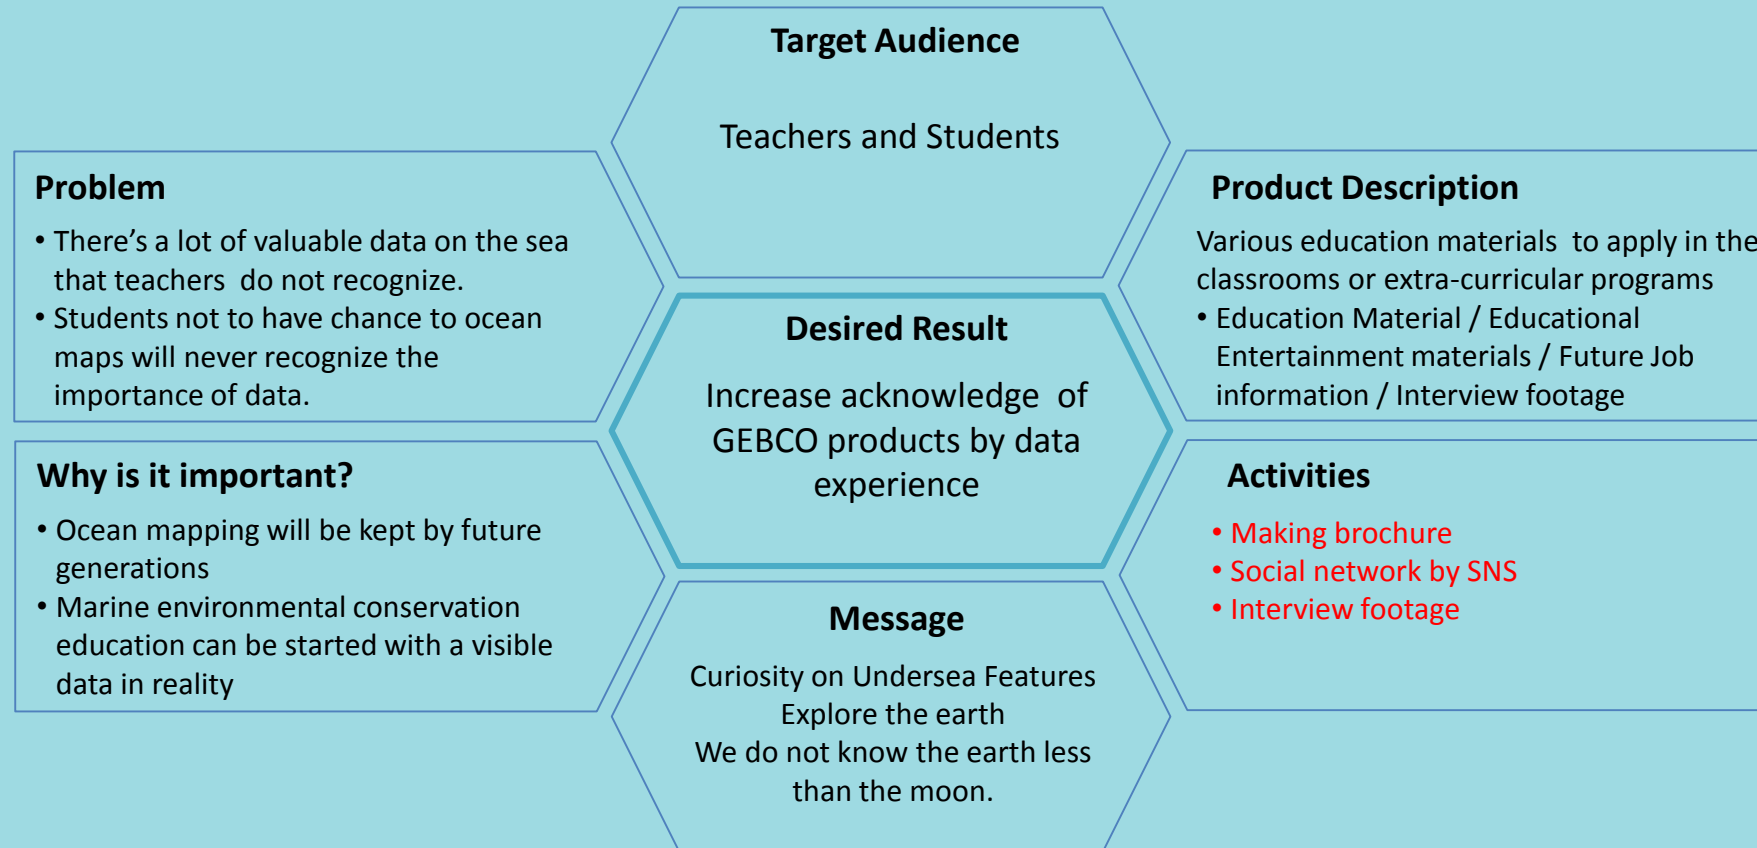 Target Audience
Teachers and Students
Problem
• There’s a lot of valuable data on the sea
that teachers  do not recognize.
• Students not to have chance to ocean
maps will never recognize the
importance of data.
Why is it important?
• Ocean mapping will be kept by future
generations
• Marine environmental conservation
education can be started with a visible
data in reality
Desired Result
Increase acknowledge  of
GEBCO products by data
experience
Message
Curiosity on Undersea Features
Explore the earth
We do not know the earth less
than the moon.
Product Description
Various education materials  to apply in the
classrooms or extra-curricular programs
• Education Material / Educational
Entertainment materials / Future Job
information / Interview footage
Activities
• Making brochure
• Social network by SNS
• Interview footage